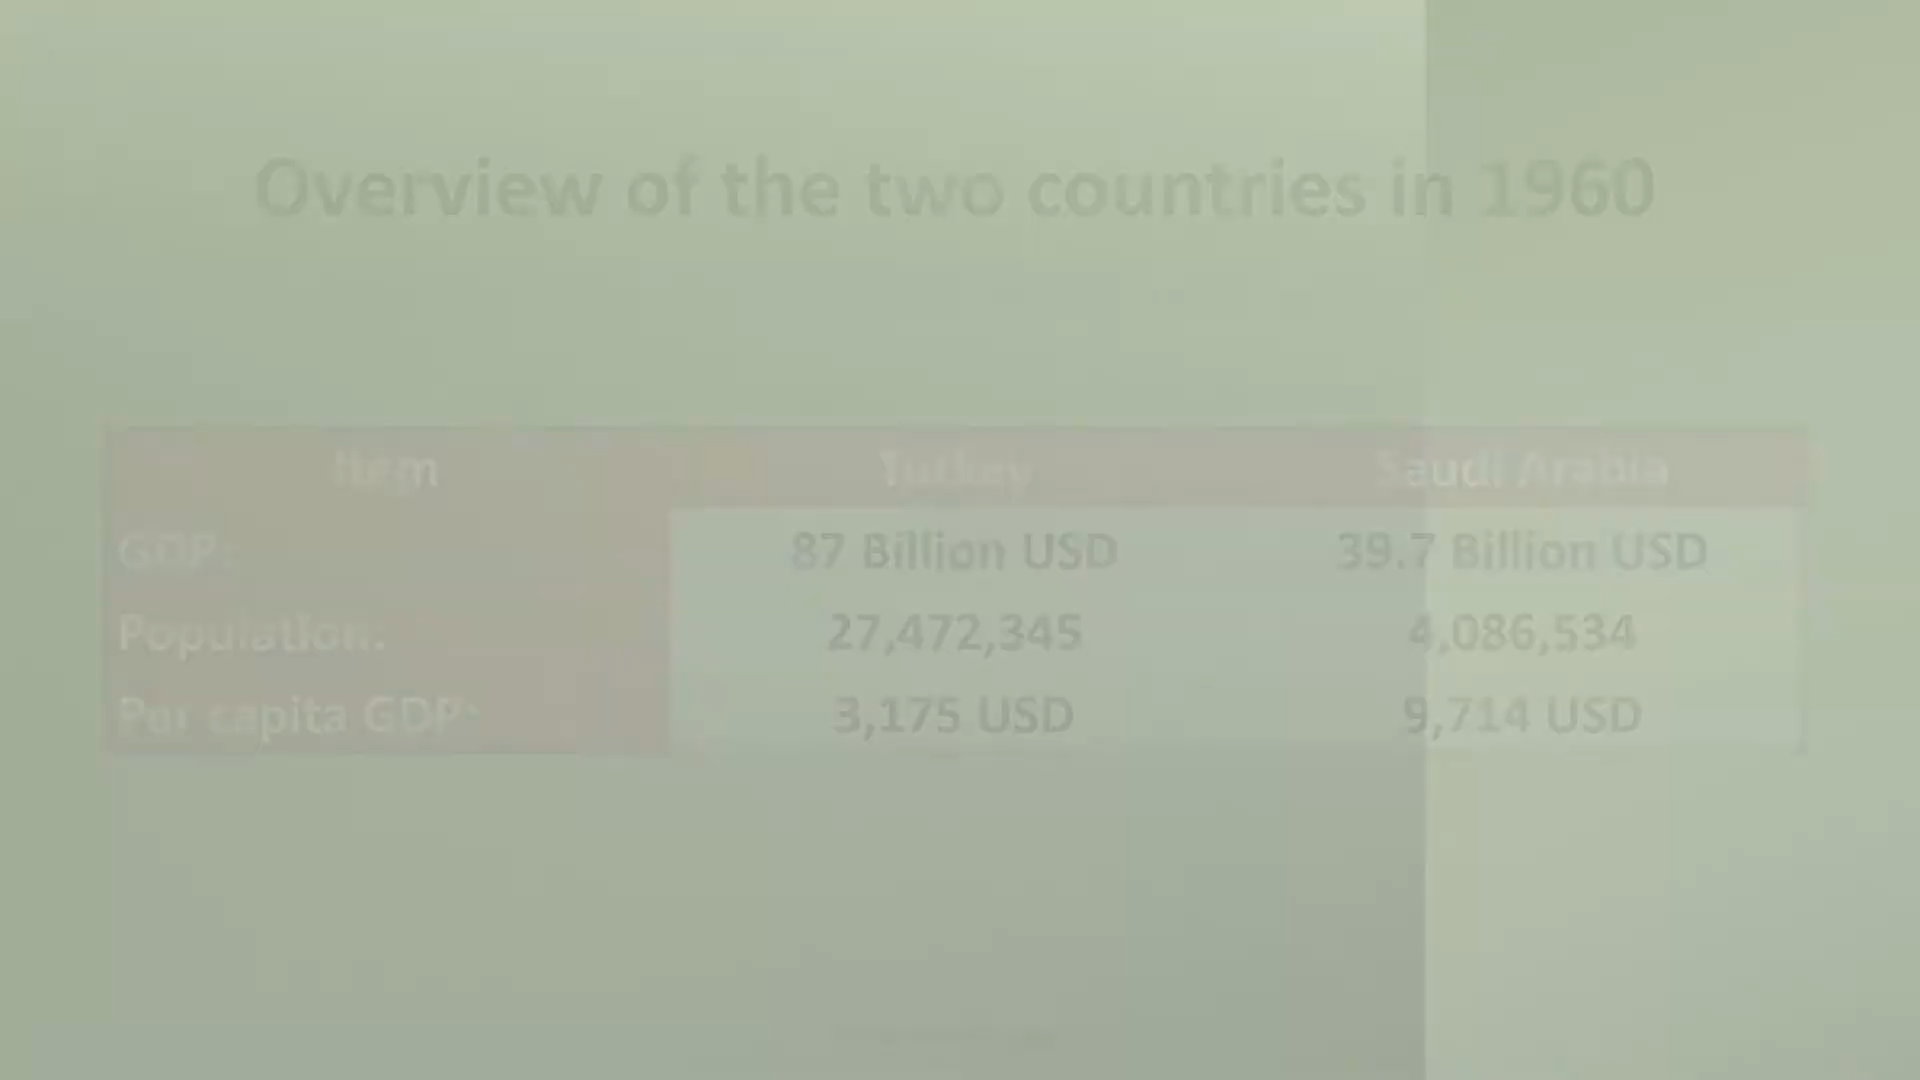 Overview of the two countries in 1960
Item Turkey Saudi Arabia
GDP: 87 Billion USD 39.7 Billion USD
Population: 27,472,345 4,086,534
Per capita GDP: 3,175 USD 9,714 USD